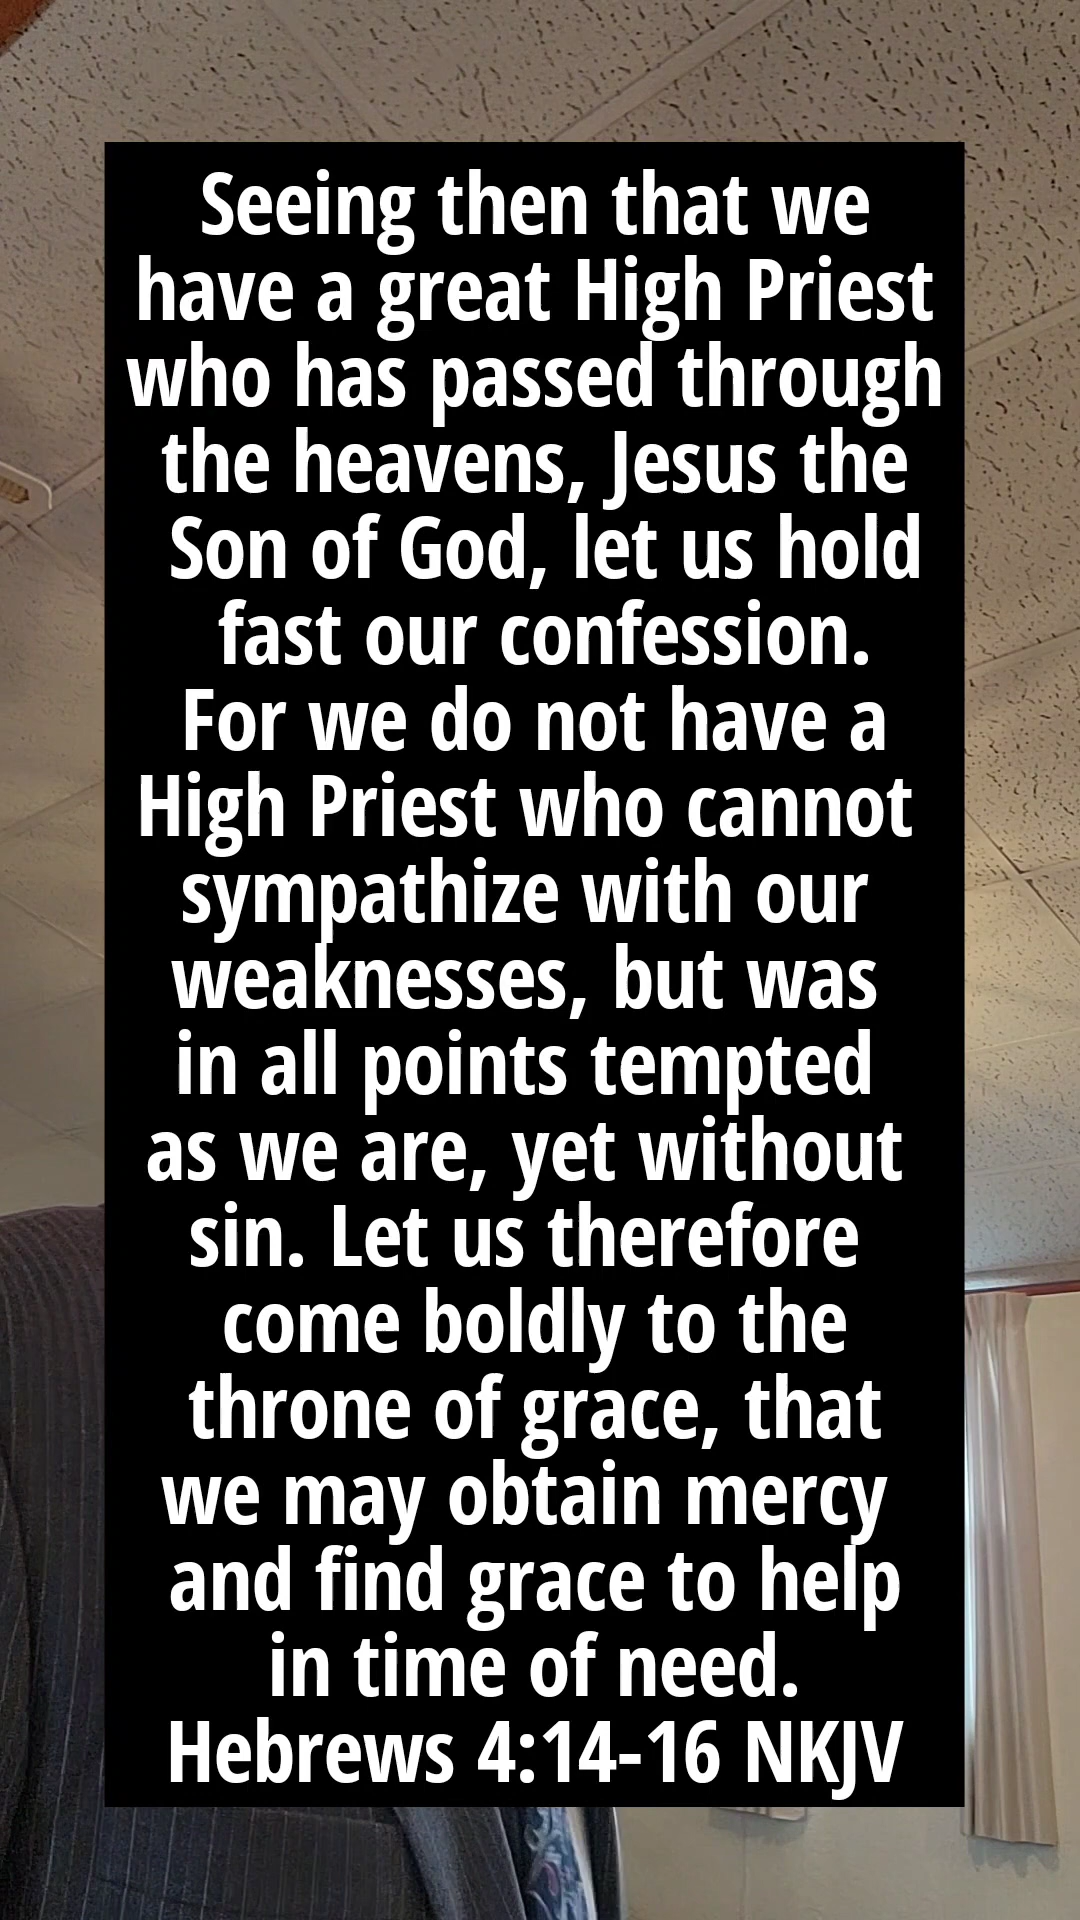 Seeing then that we
have a great High Priest
who has passed through
the heavens, Jesus the
Son of God, let us hold
fast our confession.
For we do not have a
High Priest who cannot
sympathize with our
weaknesses, but was
in all points tempted
as we are, yet without
sin. Let us therefore
come boldly to the
throne of grace, that
we may obtain mercy
and find grace to help
in time of need.
Hebrews 4:14-16 NKJV